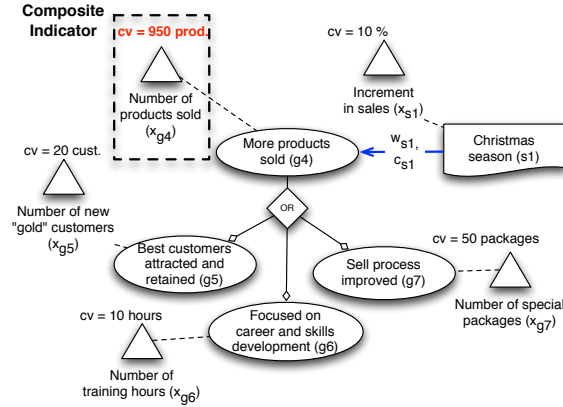 Composite
Indicator
cv = 950 prod.
Number of
products sold
(xg4)
cv = 10 %
Increment
in sales (xs1)
More products
sold (g4)
ws1,
cs1
Christmas
season (s1)
cv = 20 cust.
Number of new
"gold" customers
(xg5)
OR
Best customers
attracted and
retained (g5)
Sell process
improved (g7)
cv = 50 packages
Number of special
packages (xg7)
cv = 10 hours
Number of
training hours (xg6)
Focused on
career and skills
development (g6)